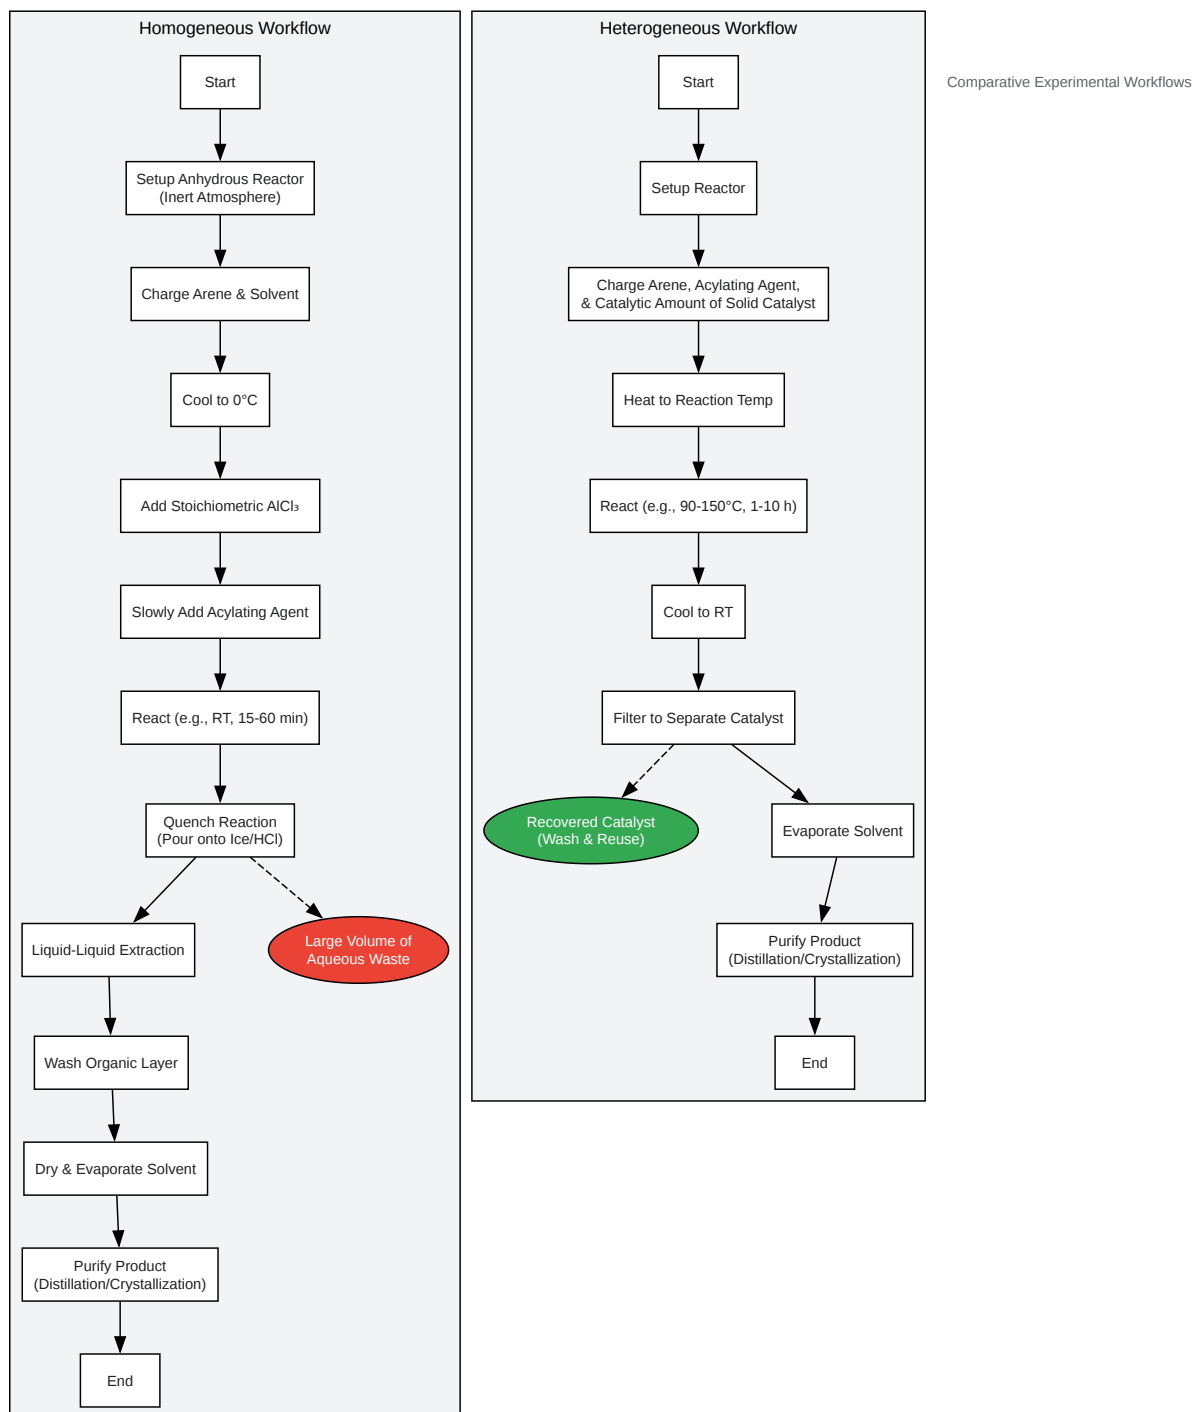 Homogeneous Workflow
Start
Setup Anhydrous Reactor
(Inert Atmosphere)
Charge Arene & Solvent
Cool to 0°C
Add Stoichiometric AlCl₃
Slowly Add Acylating Agent
React (e.g., RT, 15-60 min)
Quench Reaction
(Pour onto Ice/HCl)
Liquid-Liquid Extraction
Large Volume of
Aqueous Waste
Wash Organic Layer
Dry & Evaporate Solvent
Purify Product
(Distillation/Crystallization)
End
Heterogeneous Workflow
Start
Setup Reactor
Charge Arene, Acylating Agent,
& Catalytic Amount of Solid Catalyst
Heat to Reaction Temp
React (e.g., 90-150°C, 1-10 h)
Cool to RT
Filter to Separate Catalyst
Recovered Catalyst
(Wash & Reuse)
Evaporate Solvent
Purify Product
(Distillation/Crystallization)
End
Comparative Experimental Workflows